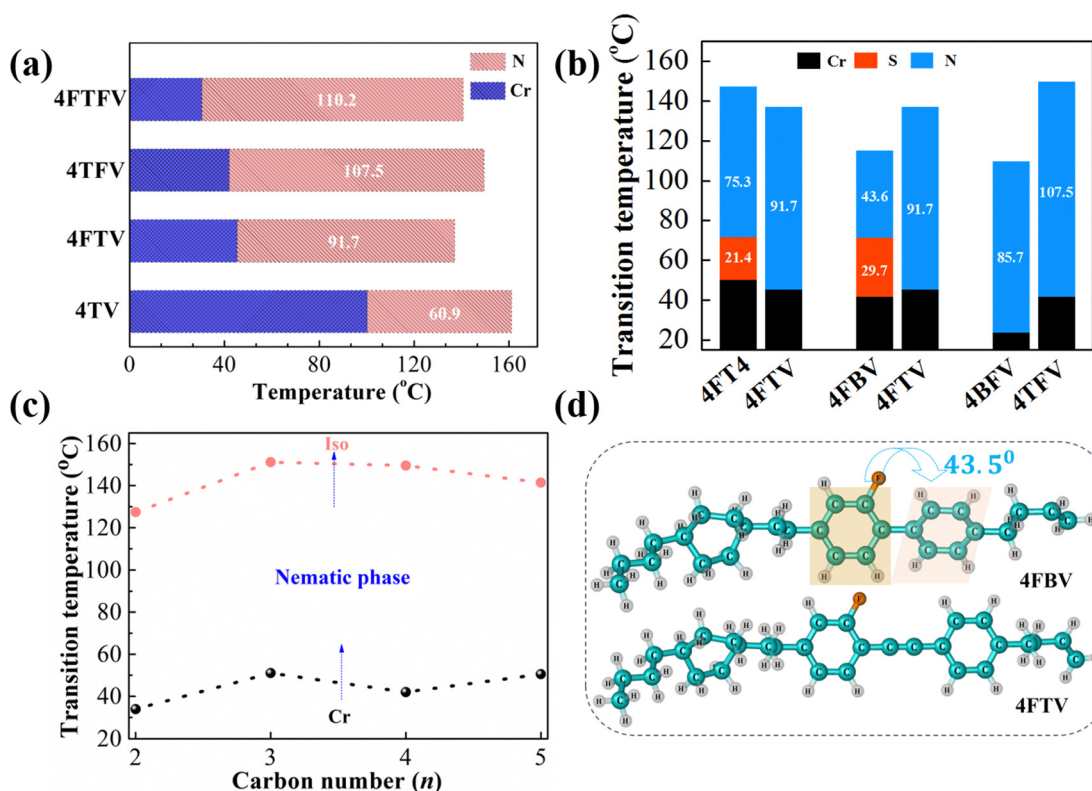 (a)
N
Cr
4FTFV
110.2
4TFV
107.5
4FTV
91.7
4TV
60.9
0
40
80
120
160
Temperature (°C)
(b)
Transition temperature (°C)
160
140
120
100
80
60
40
20
Cr
S
N
75.3
21.4
91.7
43.6
29.7
91.7
85.7
107.5
4FT4
4FTV
4FBV
4FTV
4BFV
4TFV
(c)
Transition temperature (°C)
160
140
120
100
80
60
40
20
Iso
Nematic phase
Cr
2
3
4
5
Carbon number (n)
(d)
43.5⁰
4FBV
4FTV